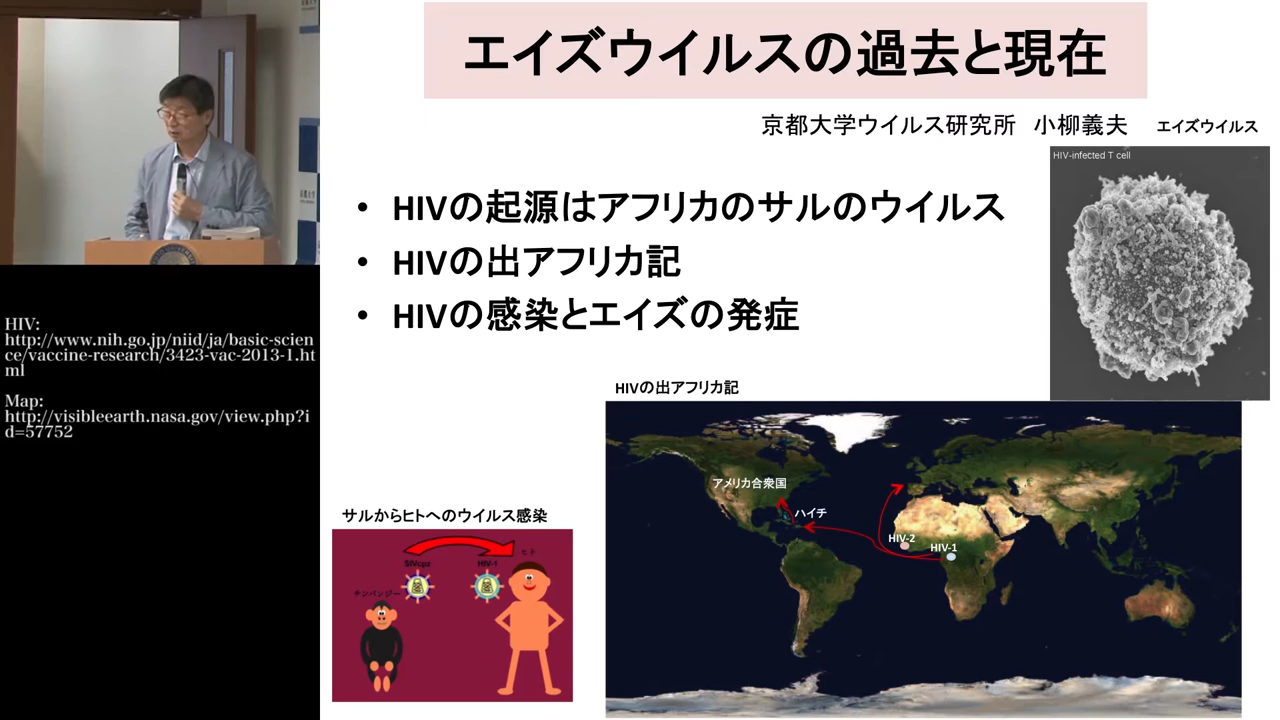 エイズウイルスの過去と現在
京都大学ウイルス研究所　小柳義夫
エイズウイルス
HIV-infected T cell
• HIVの起源はアフリカのサルのウイルス
• HIVの出アフリカ記
• HIVの感染とエイズの発症
HIV:
http://www.nih.go.jp/niid/ja/basic-scien
ce/vaccine-research/3423-vac-2013-1.ht
ml
Map:
http://visibleearth.nasa.gov/view.php?i
d=57752
HIVの出アフリカ記
アメリカ合衆国
ハイチ
HIV-2
HIV-1
サルからヒトへのウイルス感染
ヒト
SIVcpz
HIV-1
チンパンジー